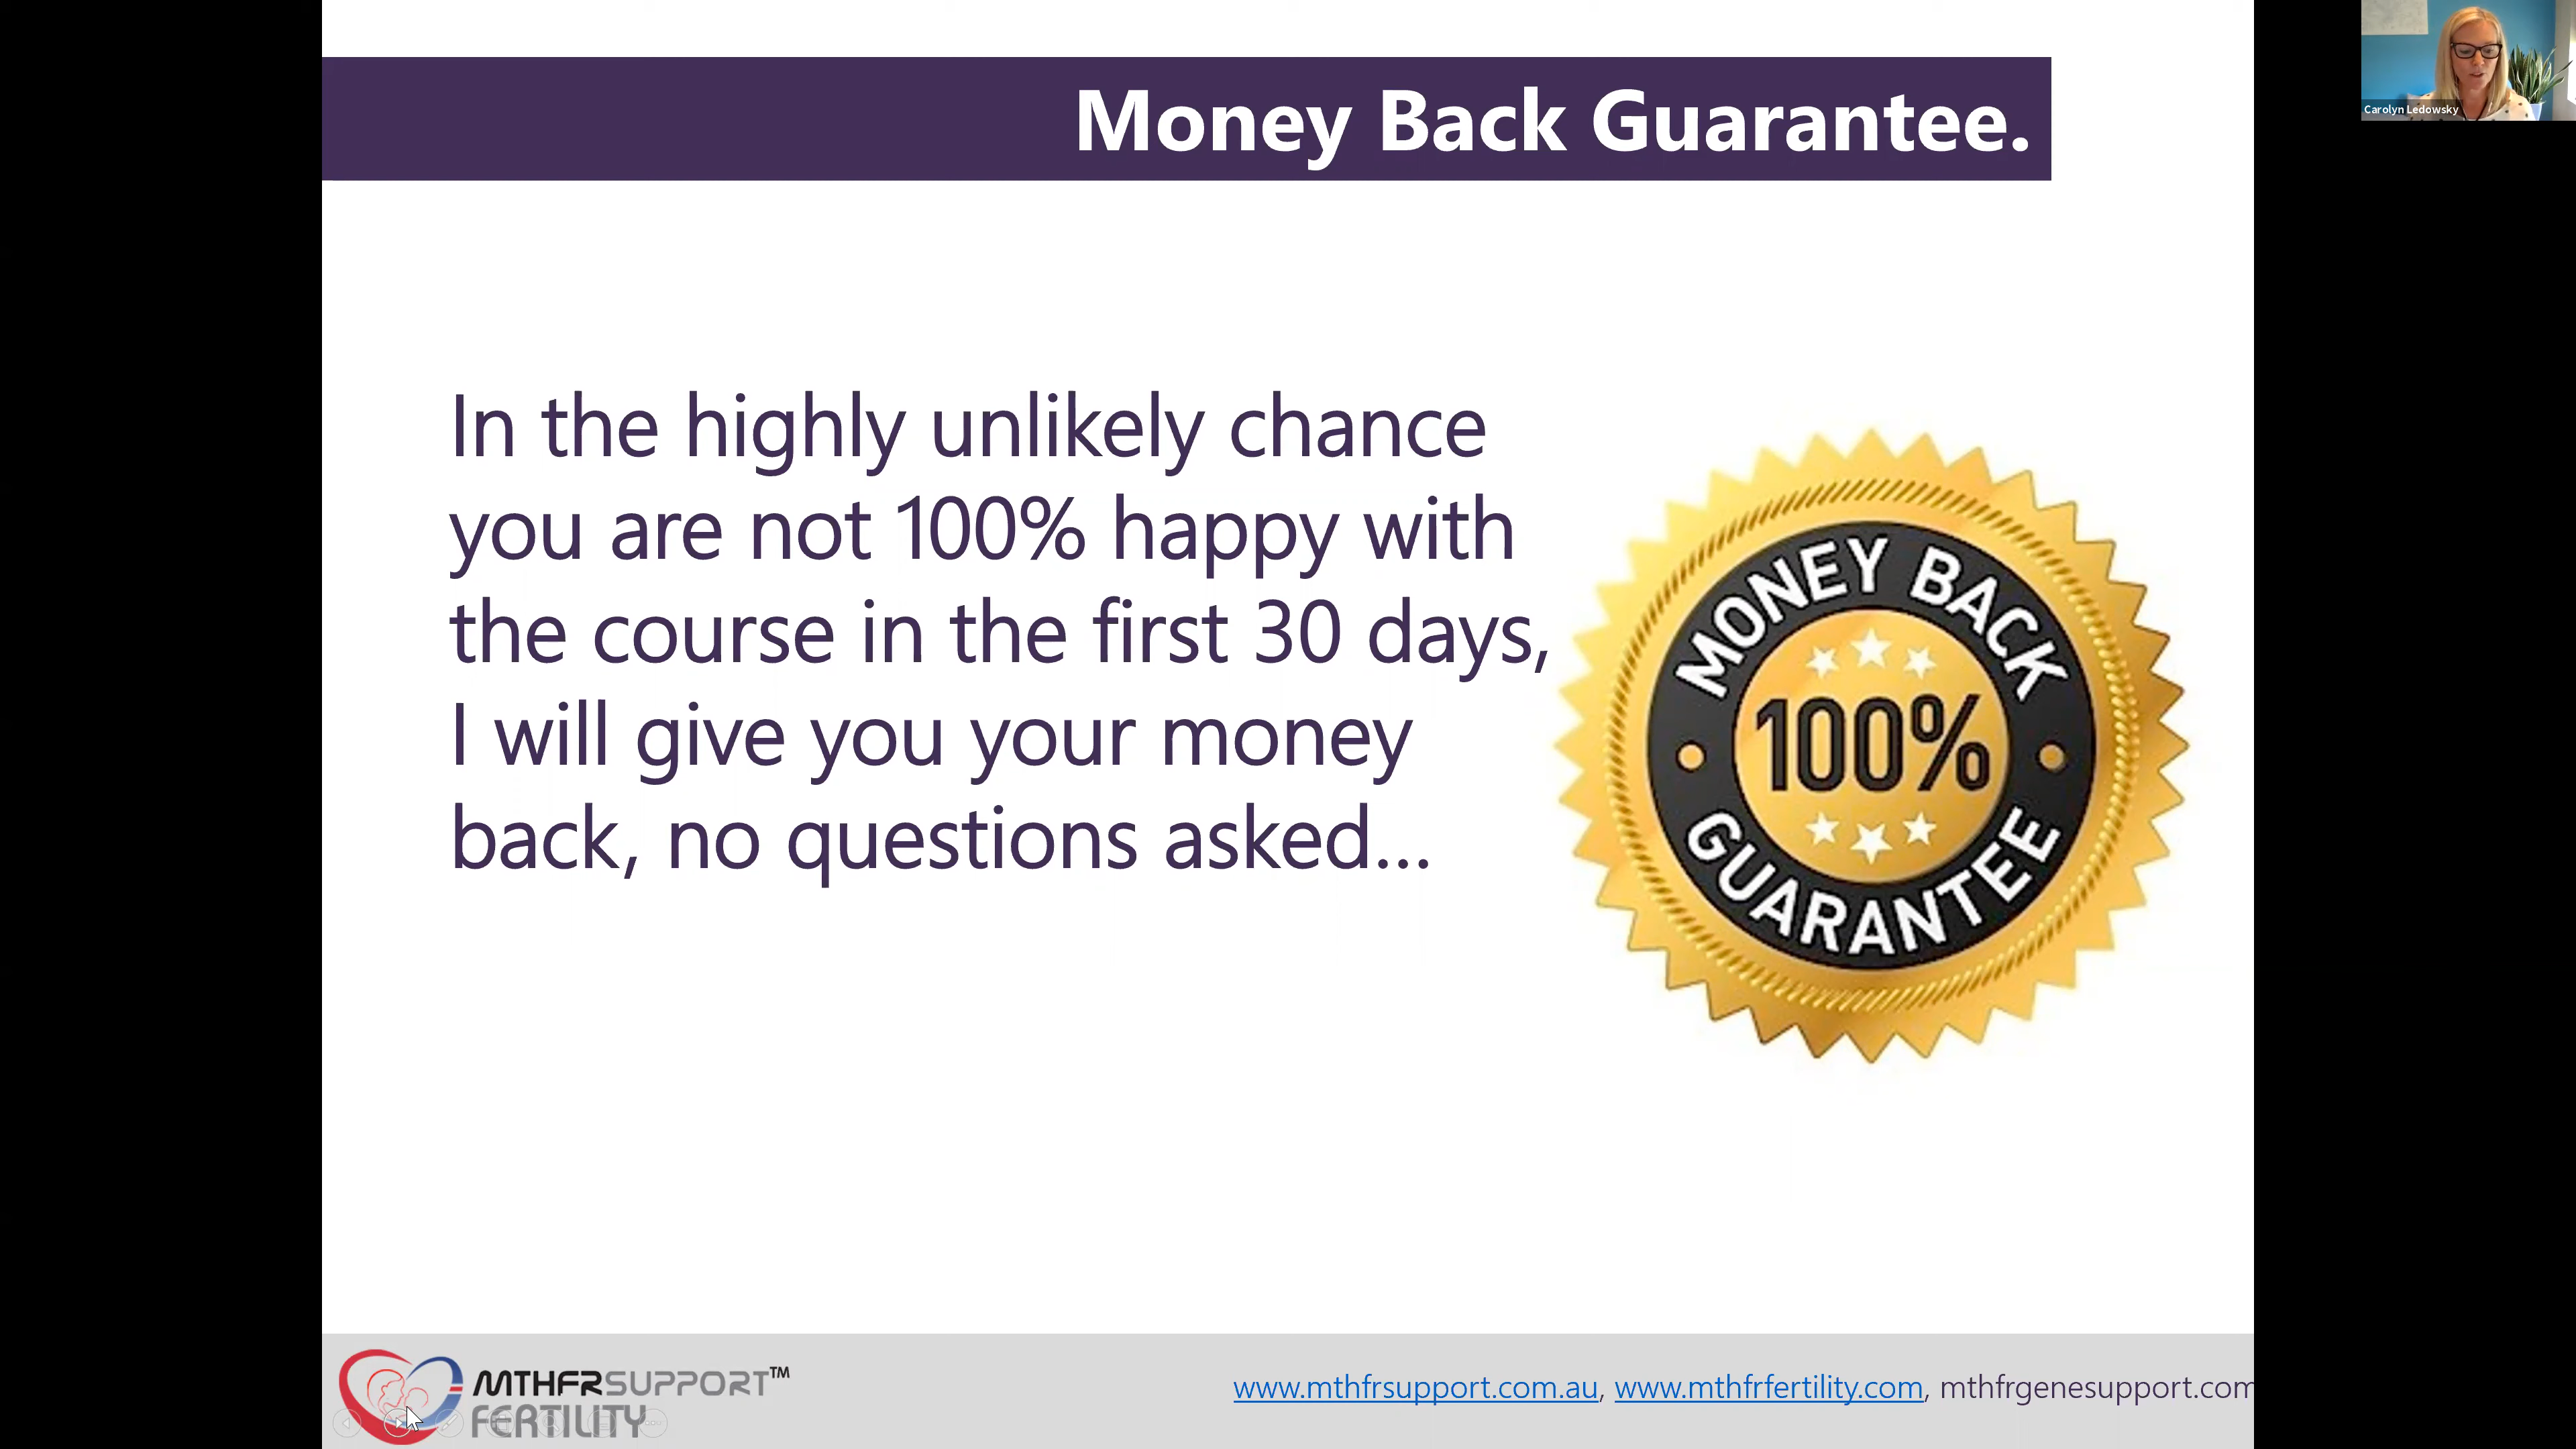 Money Back Guarantee.
Carolyn Ledowsky
In the highly unlikely chance
you are not 100% happy with
the course in the first 30 days,
I will give you your money
back, no questions asked...
MONEY BACK
100%
GUARANTEE
MTHFRSUPPORT™
FERTILITY
www.mthfrsupport.com.au, www.mthfrfertility.com, mthfrgenesupport.com